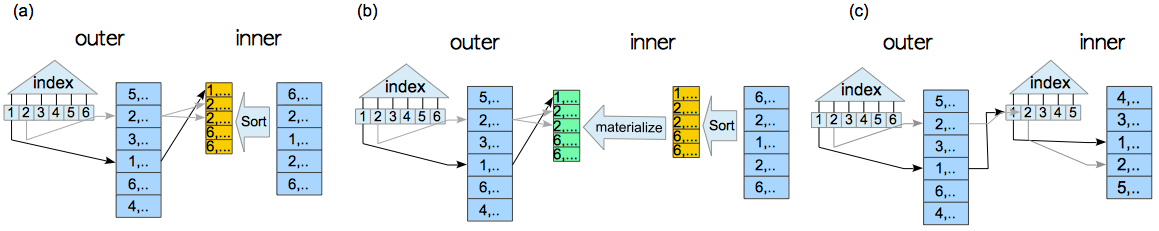 (a)
outer
inner
index
1 2 3 4 5 6
5,..
2,..
3,..
1,..
6,..
4,..
1,...
2,...
2,...
6,...
6,...
Sort
6,..
2,..
1,..
2,..
6,..
(b)
outer
inner
index
1 2 3 4 5 6
5,..
2,..
3,..
1,..
6,..
4,..
1,...
2,...
2,...
6,...
6,...
materialize
1,...
2,...
2,...
6,...
6,...
Sort
6,..
2,..
1,..
2,..
6,..
(c)
outer
inner
index
1 2 3 4 5 6
5,..
2,..
3,..
1,..
6,..
4,..
index
1 2 3 4 5
4,..
3,..
1,..
2,..
5,..